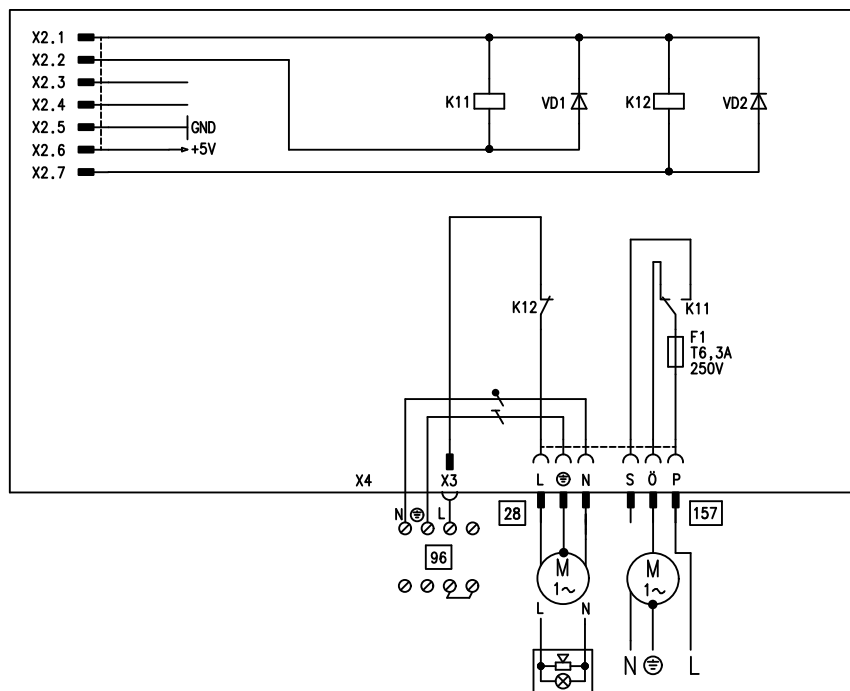 X2.1
X2.2
X2.3
X2.4
X2.5
GND
X2.6
+5V
X2.7
K11
VD1
K12
VD2
K12
K11
F1
T6,3A
250V
X4
X3
L
N
S
Ö
P
N
L
28
157
96
M
1~
M
1~
L
N
N
L